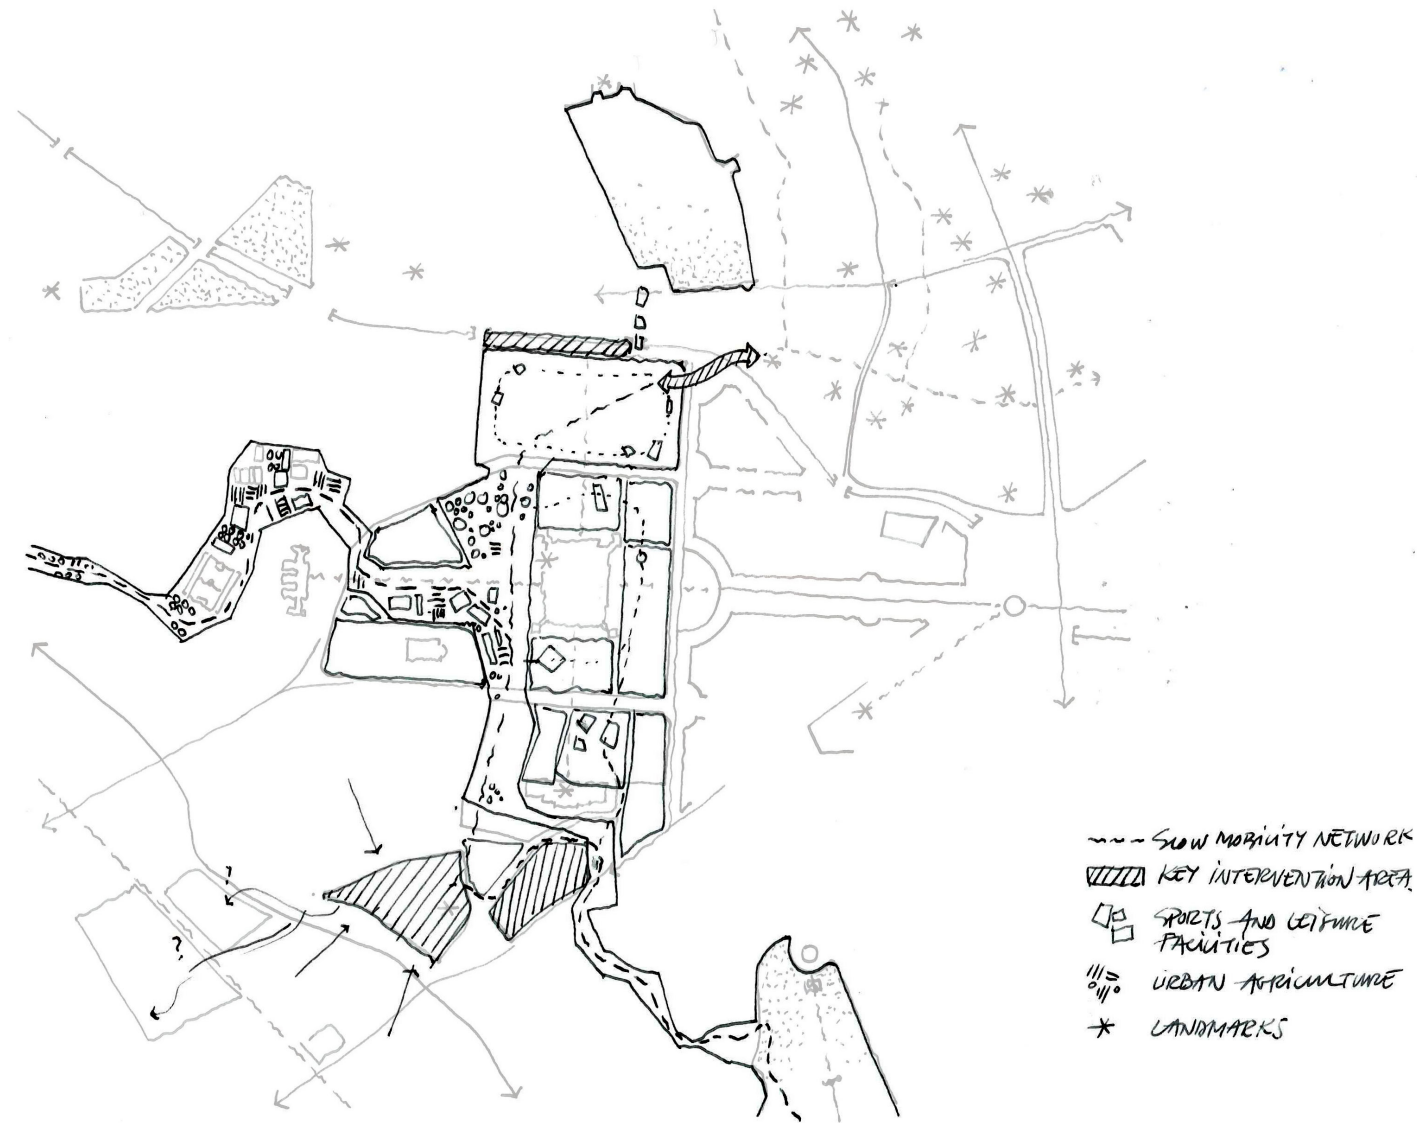 ?
?
SLOW MOBILITY NETWORK
KEY INTERVENTION AREA
SPORTS AND LEISURE
FACILITIES
URBAN AGRICULTURE
LANDMARKS